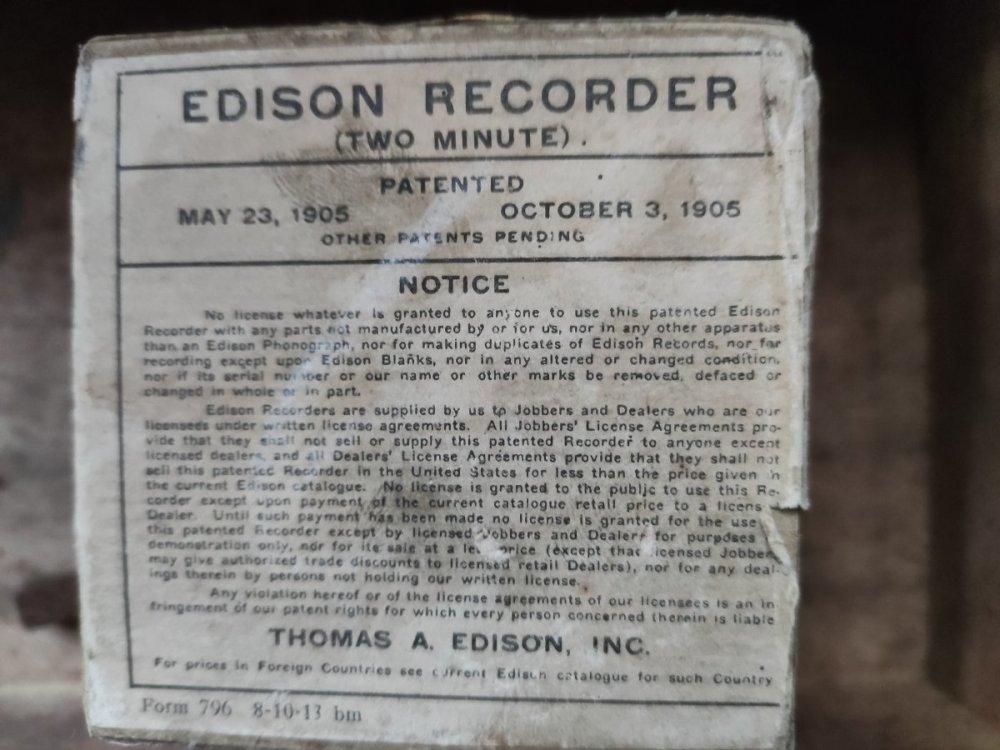 EDISON RECORDER
(TWO MINUTE).
PATENTED
MAY 23, 1905 OCTOBER 3, 1905
OTHER PATENTS PENDING
NOTICE
No license whatever is granted to anyone to use this patented Edison
Recorder with any parts not manufactured by or for us, nor in any other apparatus
than an Edison Phonograph, nor for making duplicates of Edison Records, nor for
recording except upon Edison Blanks, nor in any altered or changed condition,
nor if its serial number or our name or other marks be removed, defaced or
changed in whole or in part.
Edison Recorders are supplied by us to Jobbers and Dealers who are our
licensees under written license agreements. All Jobbers' License Agreements pro-
vide that they shall not sell or supply this patented Recorder to anyone except
licensed dealers, and all Dealers' License Agreements provide that they shall not
sell this patented Recorder in the United States for less than the price given in
the current Edison catalogue. No license is granted to the public to use this Re-
corder except upon payment of the current catalogue retail price to a licens
Dealer. Until such payment has been made no license is granted for the use
this patented Recorder except by licensed Jobbers and Dealers for purposes
demonstration only, nor for its sale at a less price (except that licensed Jobbers
may give authorized trade discounts to licensed retail Dealers), nor for any deal-
ings therein by persons not holding our written license.
Any violation hereof or of the license agreements of our licensees is an in
fringement of our patent rights for which every person concerned therein is liable
THOMAS A. EDISON, INC.
For prices in Foreign Countries see current Edison catalogue for such Country
Form 796 8-10-13 bm